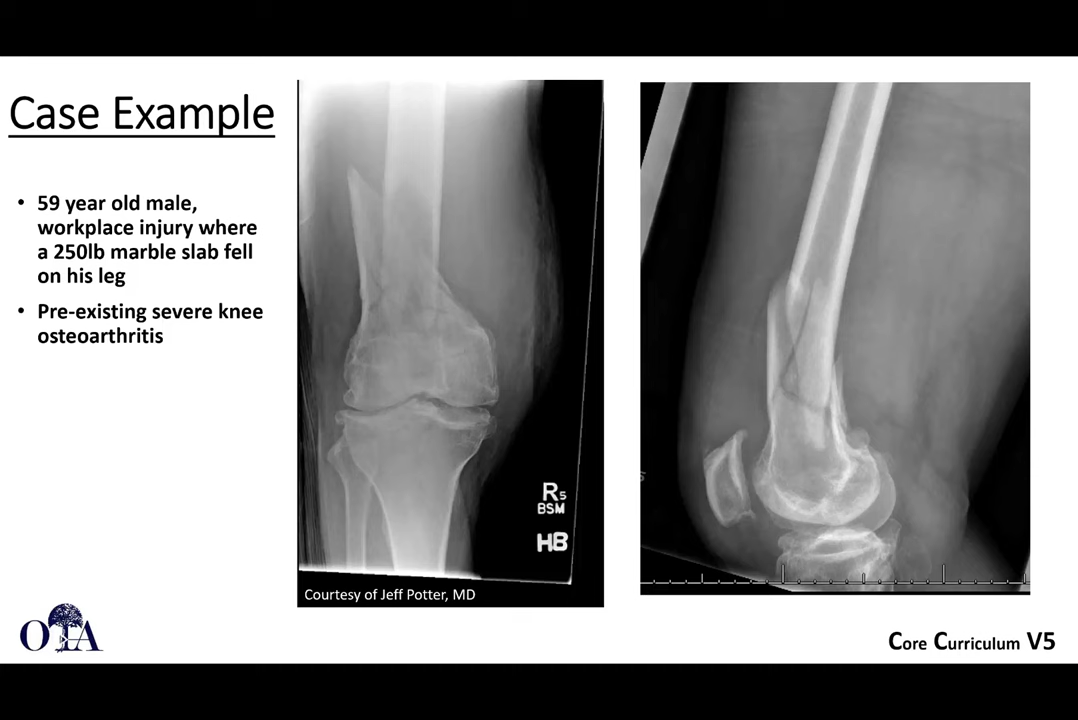 Case Example
• 59 year old male,
workplace injury where
a 250lb marble slab fell
on his leg
• Pre-existing severe knee
osteoarthritis
R5
BSM
HB
Courtesy of Jeff Potter, MD
OTA
Core Curriculum V5